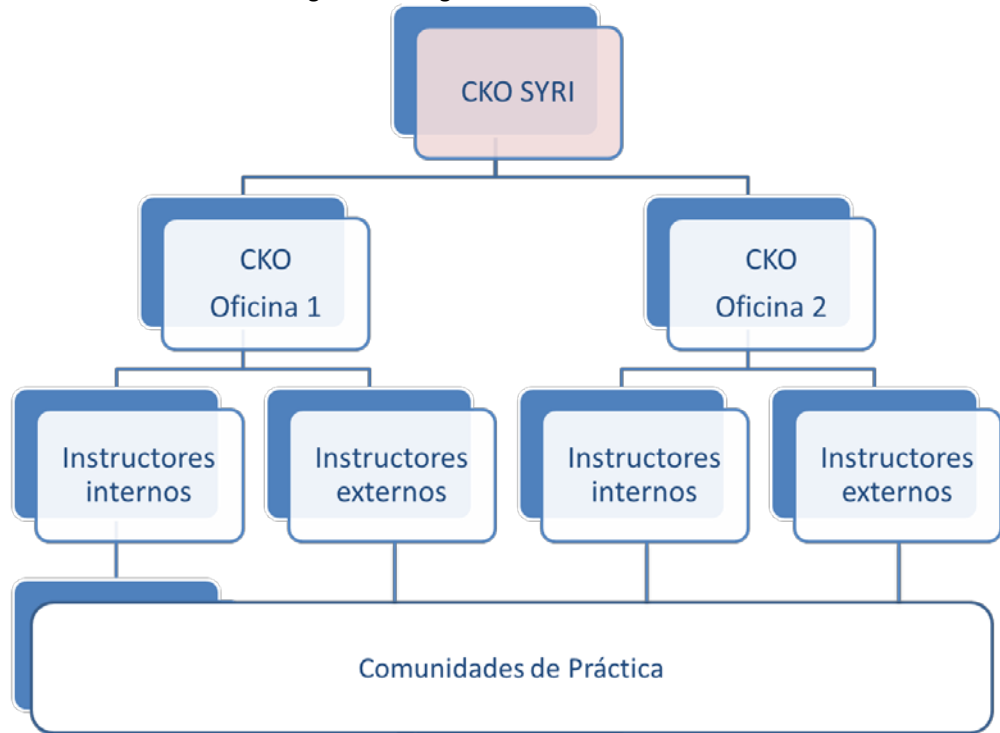 CKO SYRI
CKO
Oficina 1
CKO
Oficina 2
Instructores
internos
Instructores
externos
Instructores
internos
Instructores
externos
Comunidades de Práctica